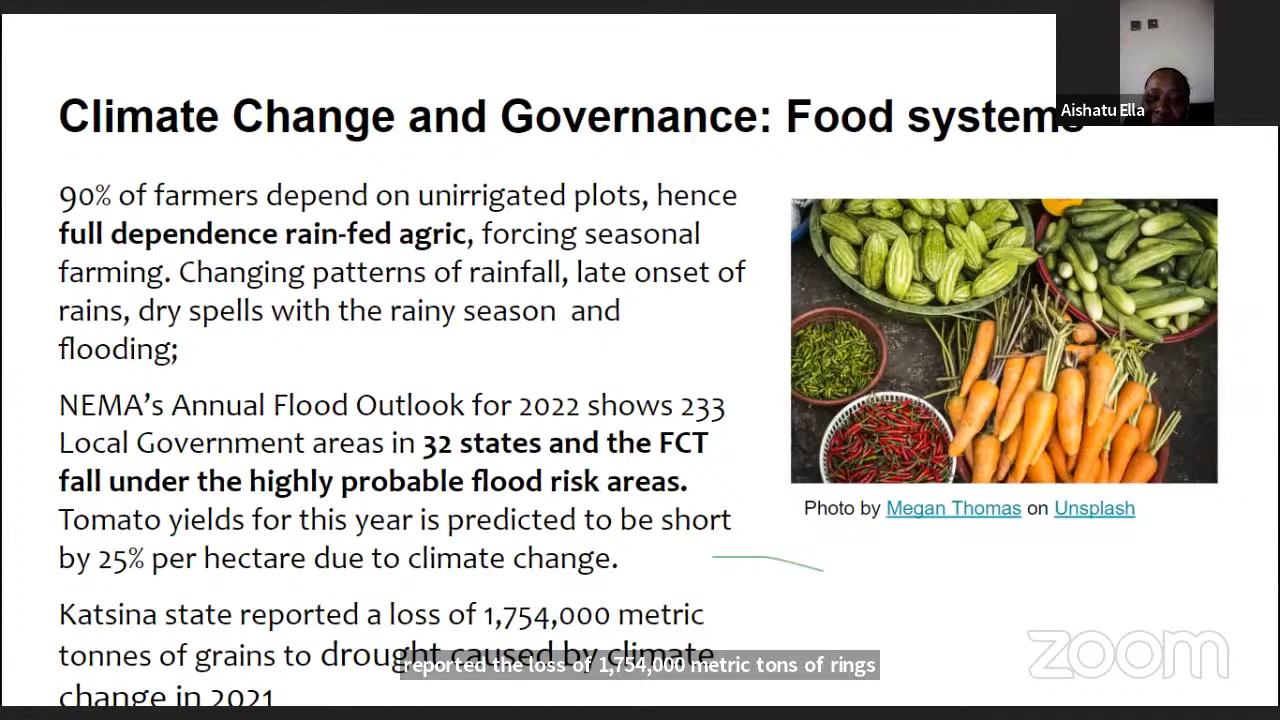 Climate Change and Governance: Food systems
Aishatu Ella
90% of farmers depend on unirrigated plots, hence
full dependence rain-fed agric, forcing seasonal
farming. Changing patterns of rainfall, late onset of
rains, dry spells with the rainy season and
flooding;
NEMA's Annual Flood Outlook for 2022 shows 233
Local Government areas in 32 states and the FCT
fall under the highly probable flood risk areas.
Tomato yields for this year is predicted to be short
by 25% per hectare due to climate change.
Katsina state reported a loss of 1,754,000 metric
tonnes of grains to drought caused by climate
change in 2021
Photo by Megan Thomas on Unsplash
reported the loss of 1,754,000 metric tons of rings
zoom